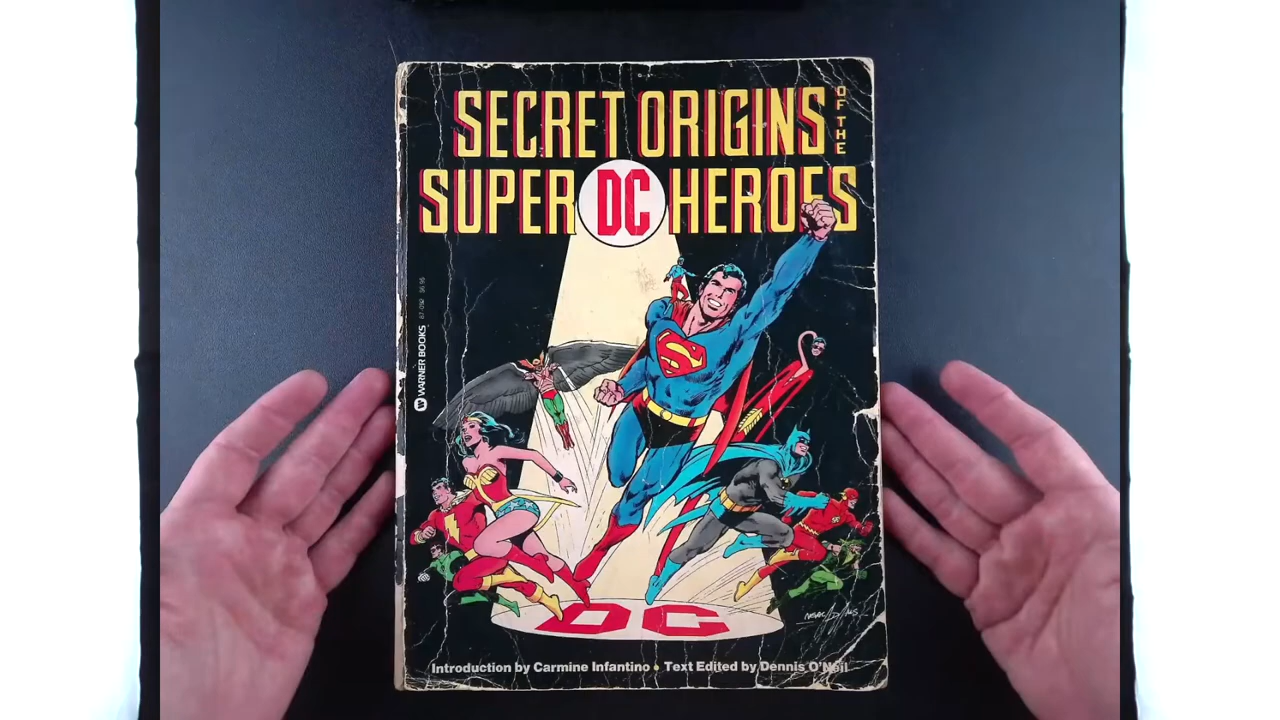 SECRET ORIGINS
OF THE
SUPER DC HEROES
WARNER BOOKS
DC
Introduction by Carmine Infantino • Text Edited by Dennis O'Neil